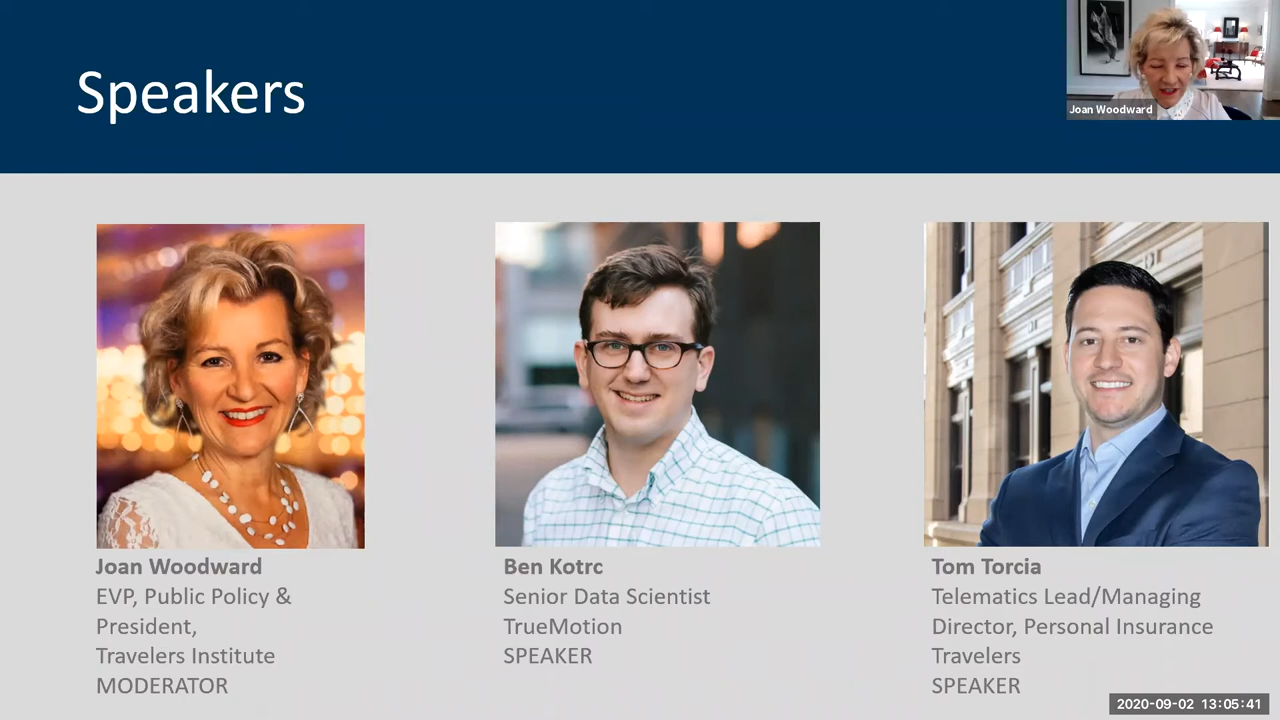 Speakers
Joan Woodward
Joan Woodward
EVP, Public Policy &
President,
Travelers Institute
MODERATOR
Ben Kotrc
Senior Data Scientist
TrueMotion
SPEAKER
Tom Torcia
Telematics Lead/Managing
Director, Personal Insurance
Travelers
SPEAKER
2020-09-02 13:05:41